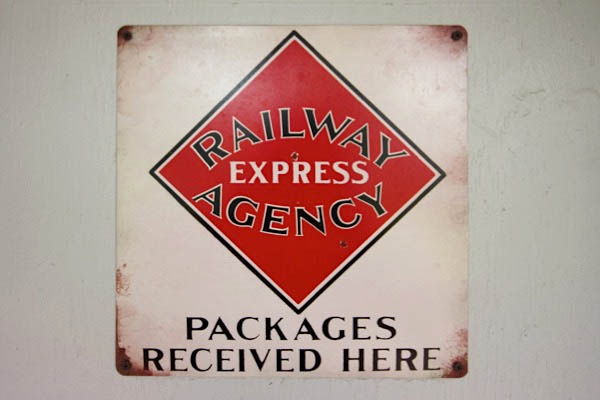 RAILWAY
EXPRESS
AGENCY
PACKAGES
RECEIVED HERE